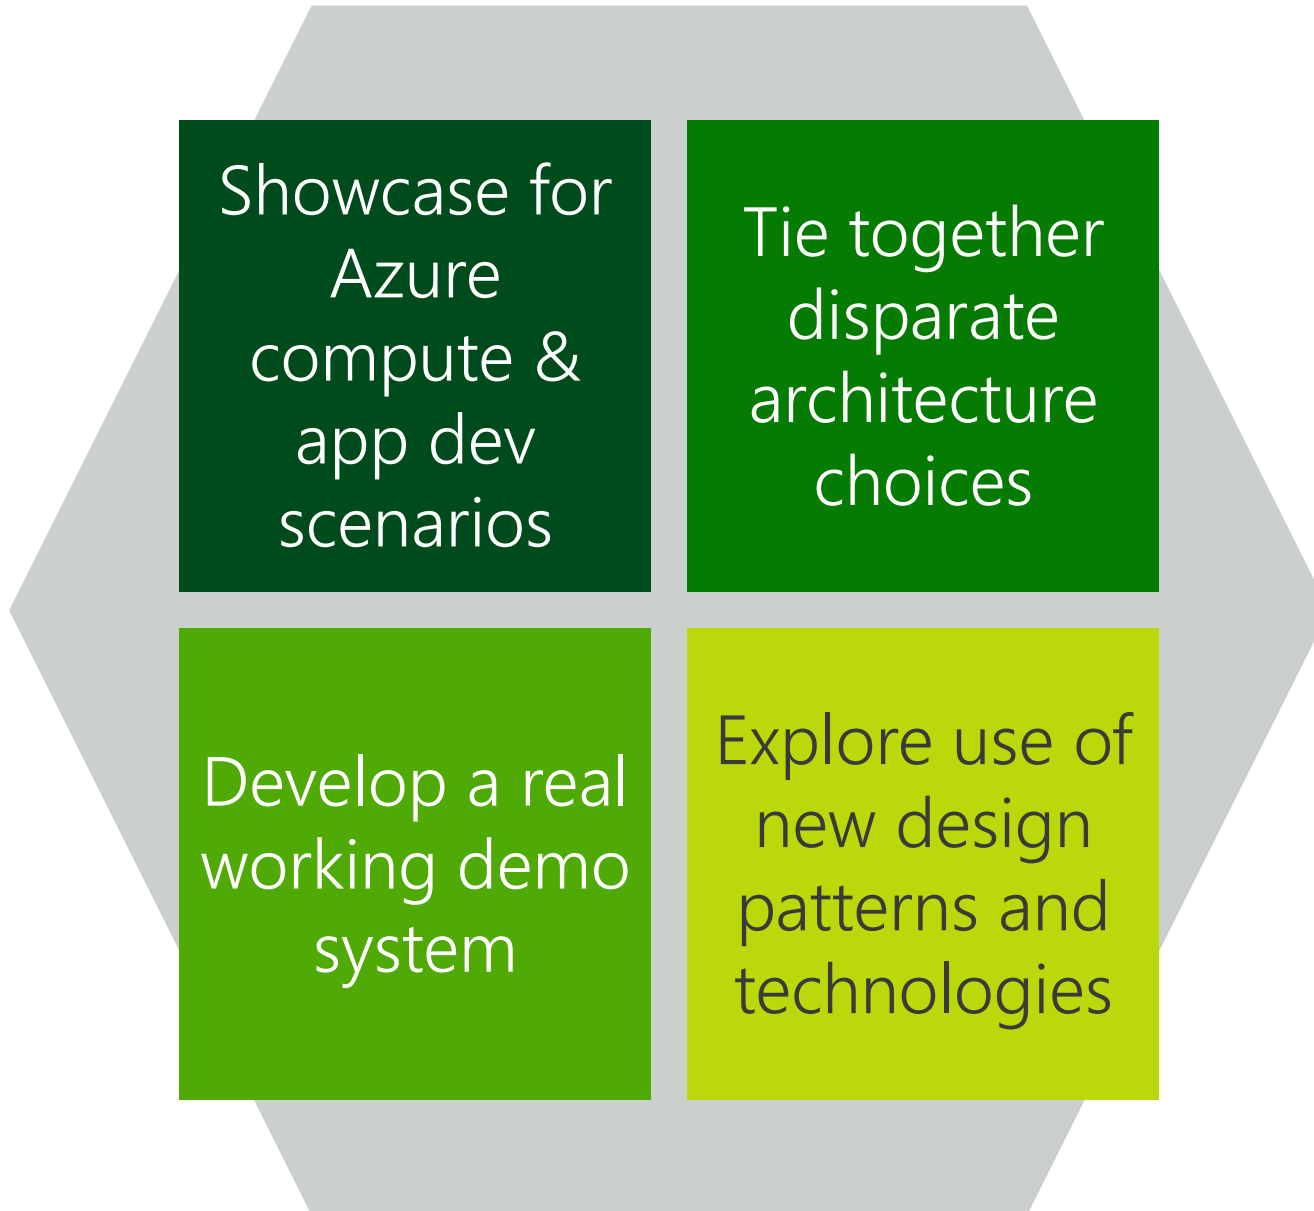 Showcase for
Azure
compute &
app dev
scenarios
Tie together
disparate
architecture
choices
Develop a real
working demo
system
Explore use of
new design
patterns and
technologies